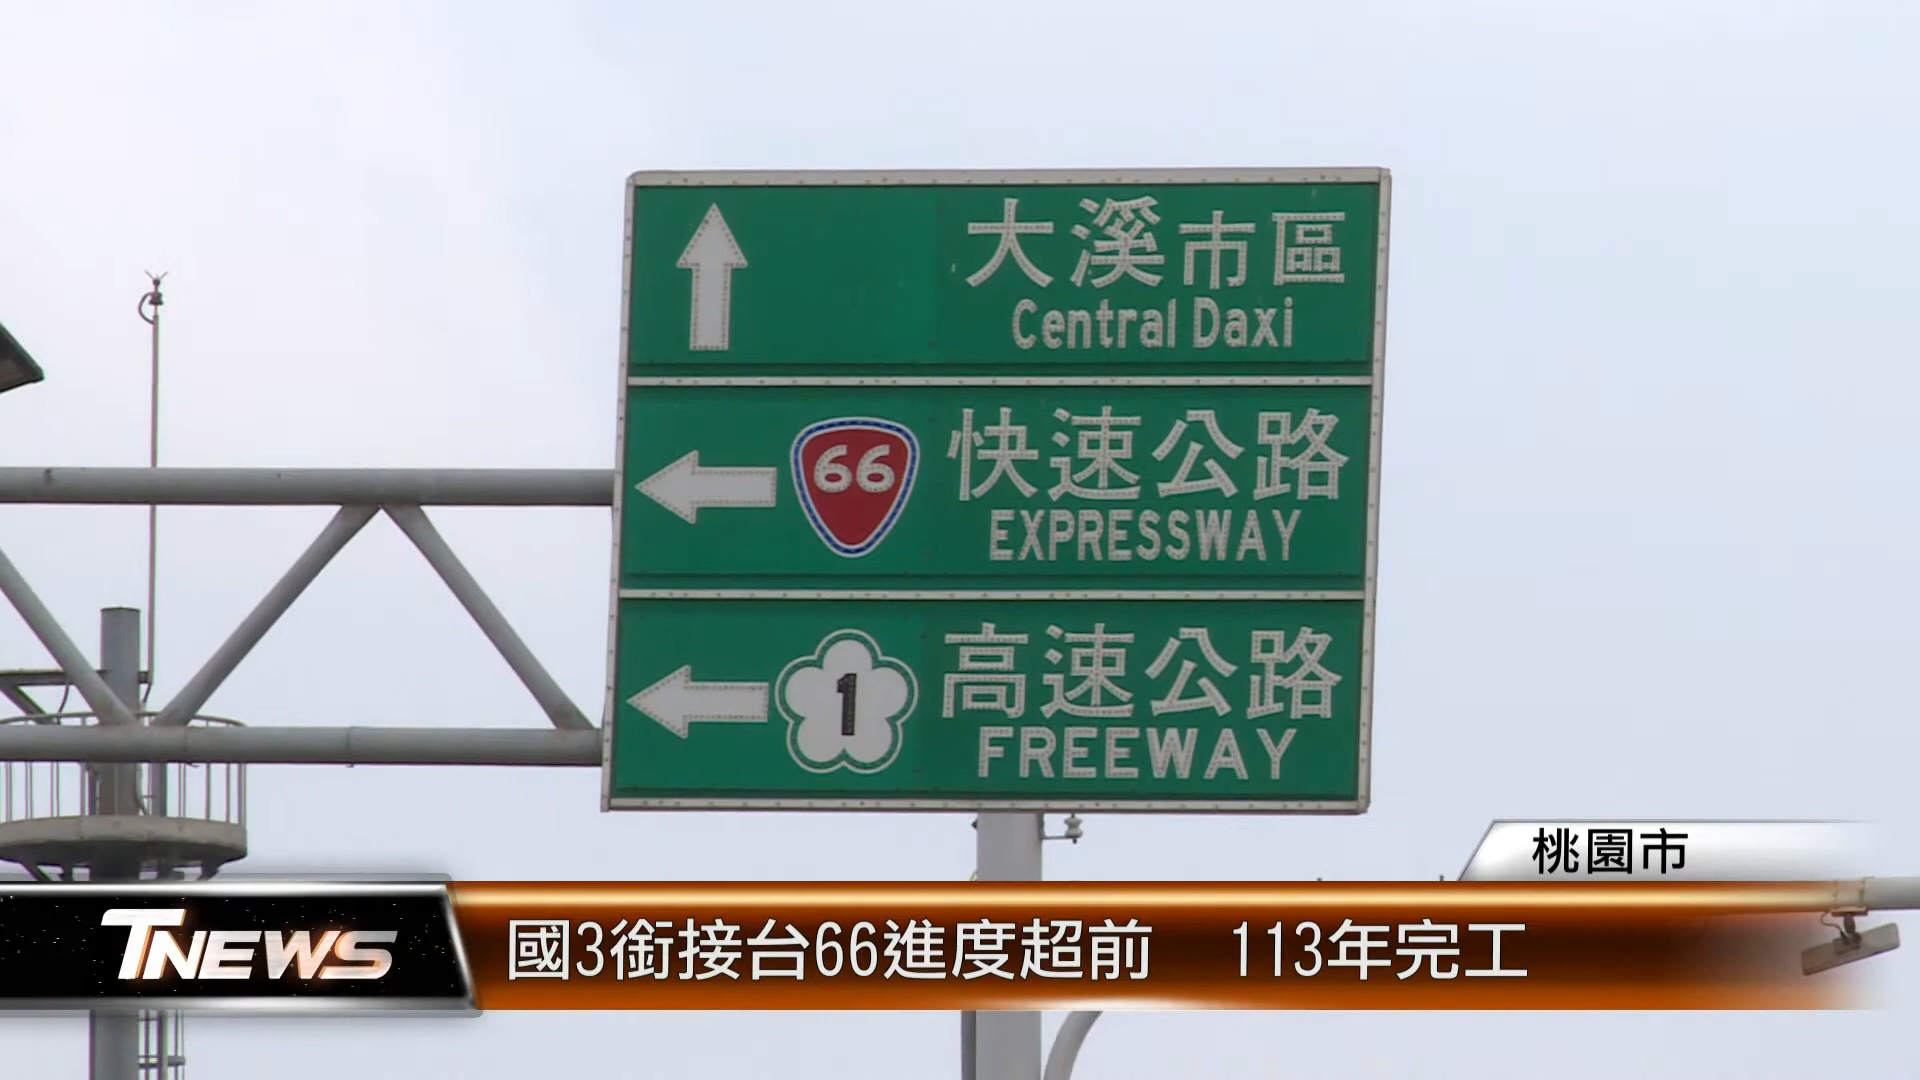 大溪市區
Central Daxi
66 快速公路
EXPRESSWAY
1 高速公路
FREEWAY
桃園市
TNEWS
國3銜接台66進度超前 113年完工